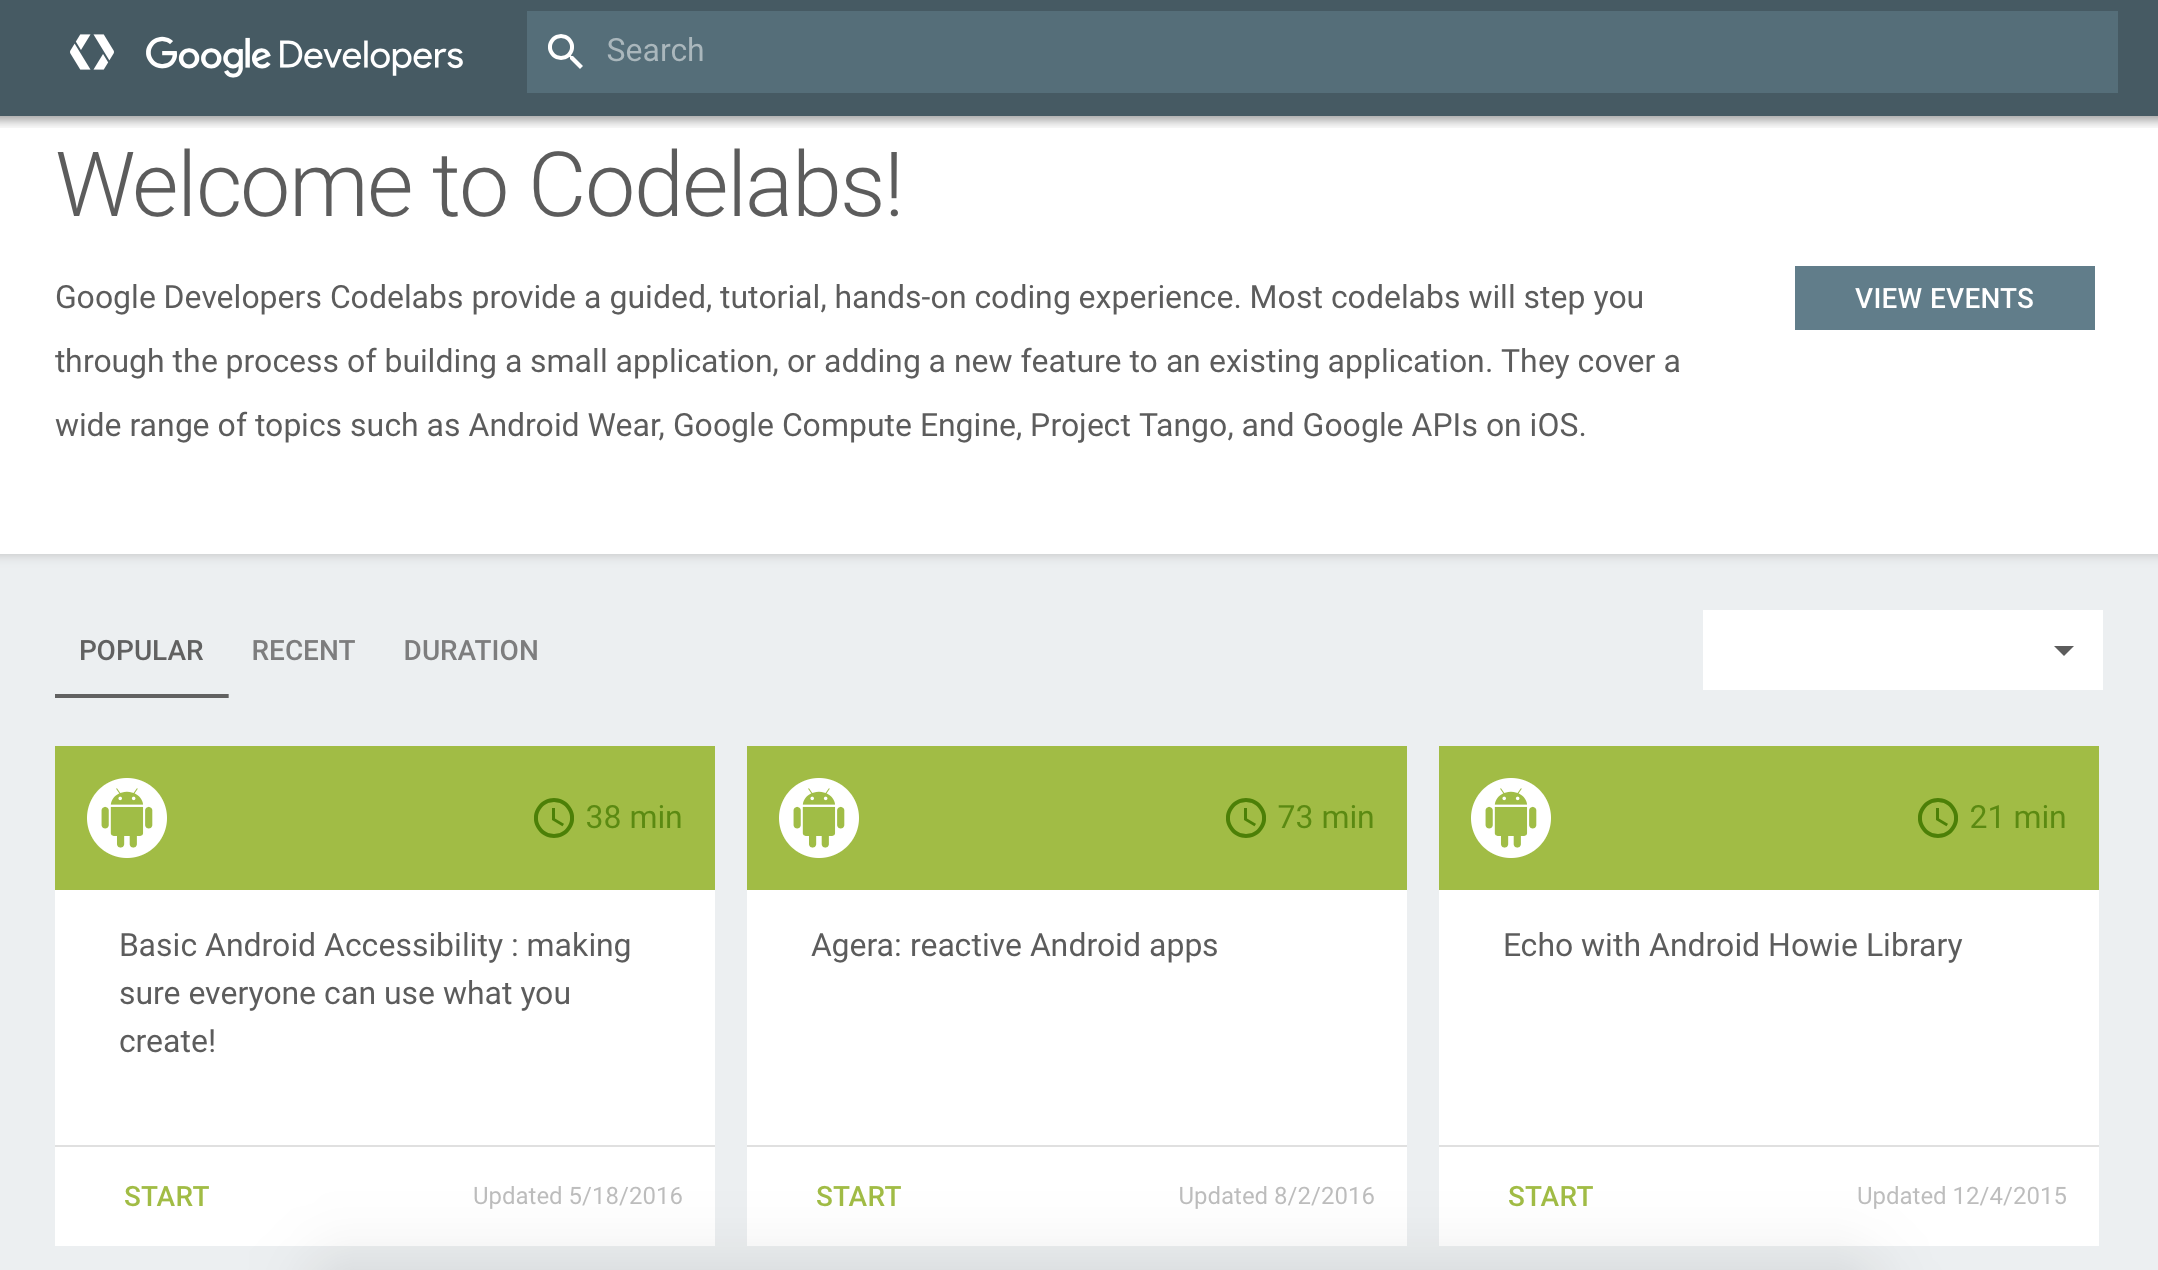 Google Developers
Search
Welcome to Codelabs!
Google Developers Codelabs provide a guided, tutorial, hands-on coding experience. Most codelabs will step you
through the process of building a small application, or adding a new feature to an existing application. They cover a
wide range of topics such as Android Wear, Google Compute Engine, Project Tango, and Google APIs on iOS.
VIEW EVENTS
POPULAR RECENT DURATION
38 min
Basic Android Accessibility : making
sure everyone can use what you
create!
START Updated 5/18/2016
73 min
Agera: reactive Android apps
START Updated 8/2/2016
21 min
Echo with Android Howie Library
START Updated 12/4/2015